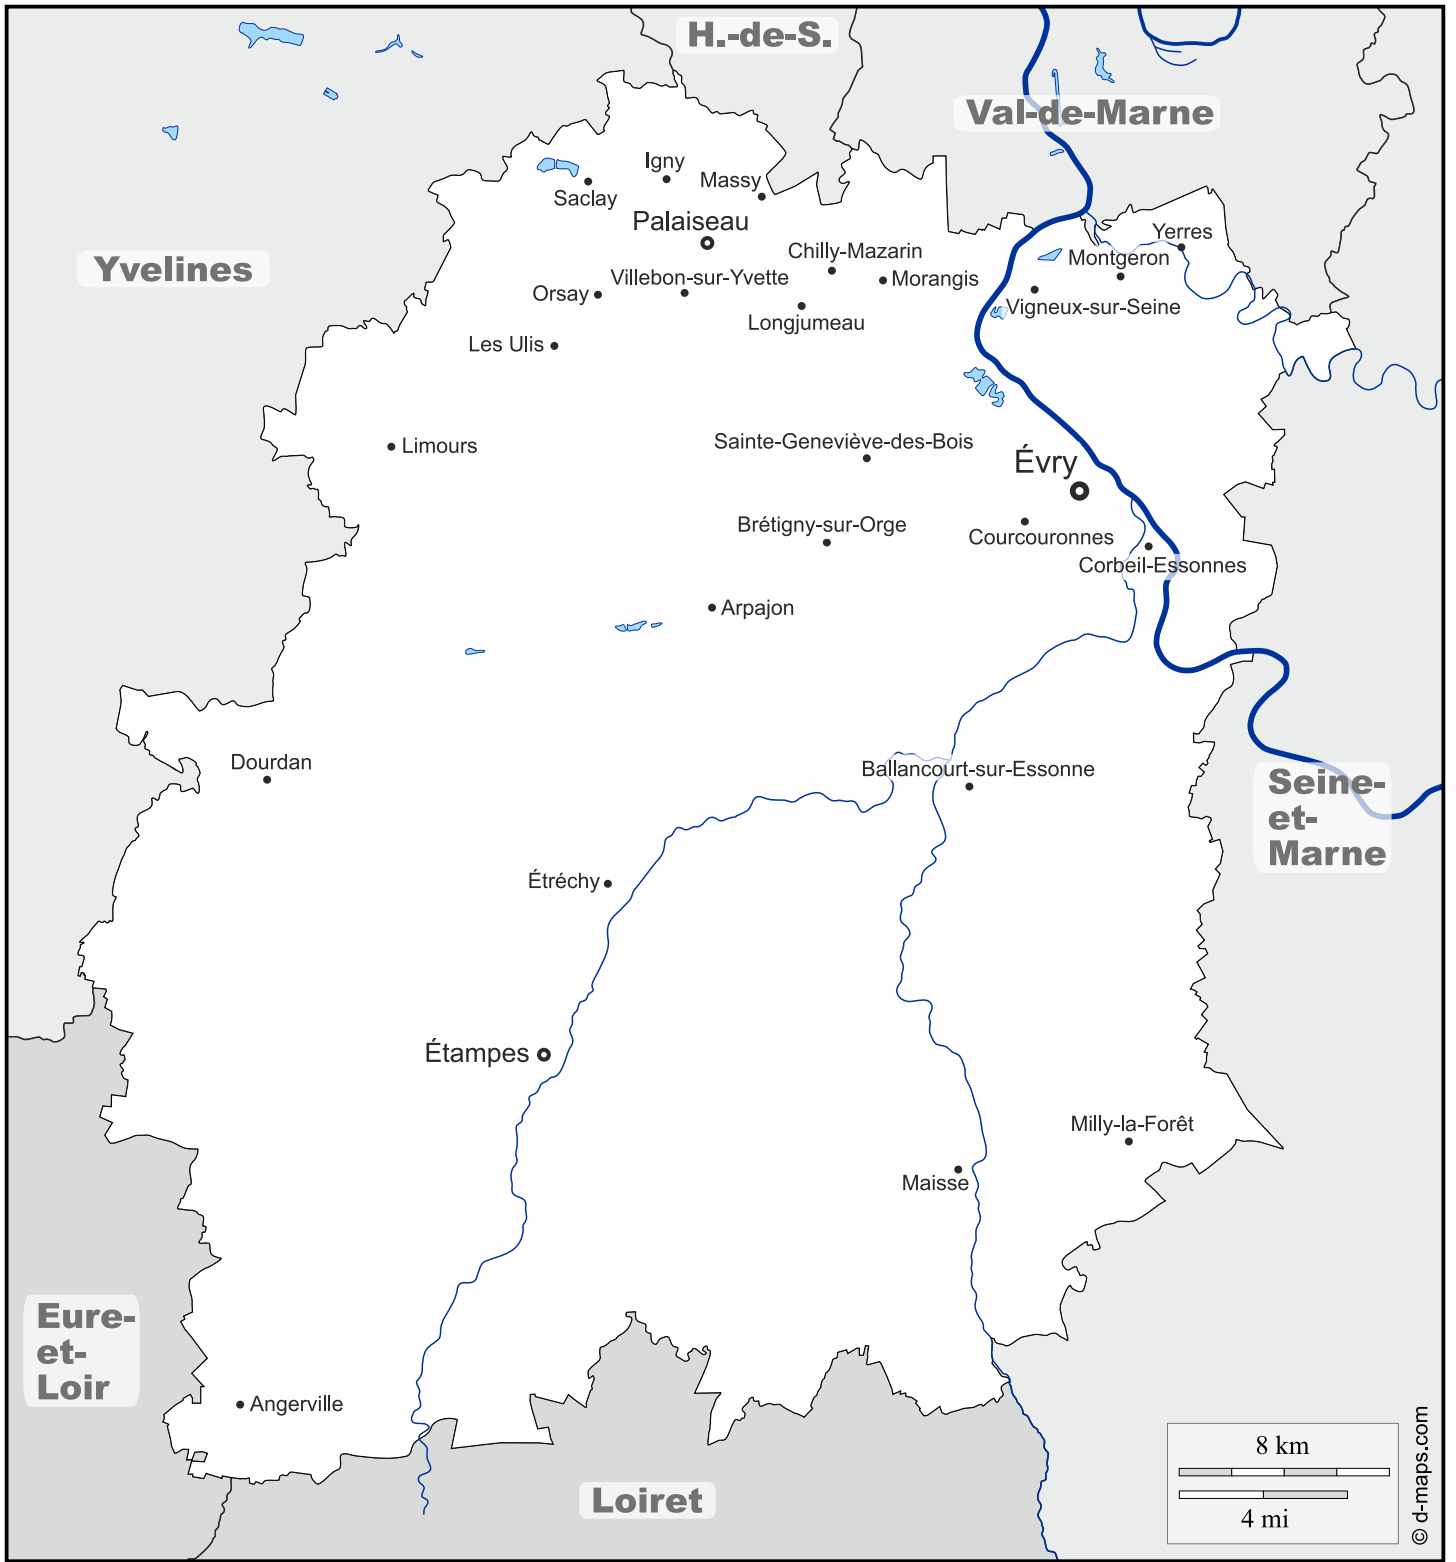 H.-de-S.
Val-de-Marne
Igny
Massy
Saclay
Palaiseau
Yerres
Chilly-Mazarin
Montgeron
Yvelines
Villebon-sur-Yvette
Morangis
Orsay
Vigneux-sur-Seine
Longjumeau
Les Ulis
Limours
Sainte-Geneviève-des-Bois
Évry
Brétigny-sur-Orge
Courcouronnes
Corbeil-Essonnes
Arpajon
Dourdan
Ballancourt-sur-Essonne
Seine-
et-
Marne
Étréchy
Étampes
Milly-la-Forêt
Maisse
Eure-
et-
Loir
Angerville
Loiret
8 km
4 mi
© d-maps.com